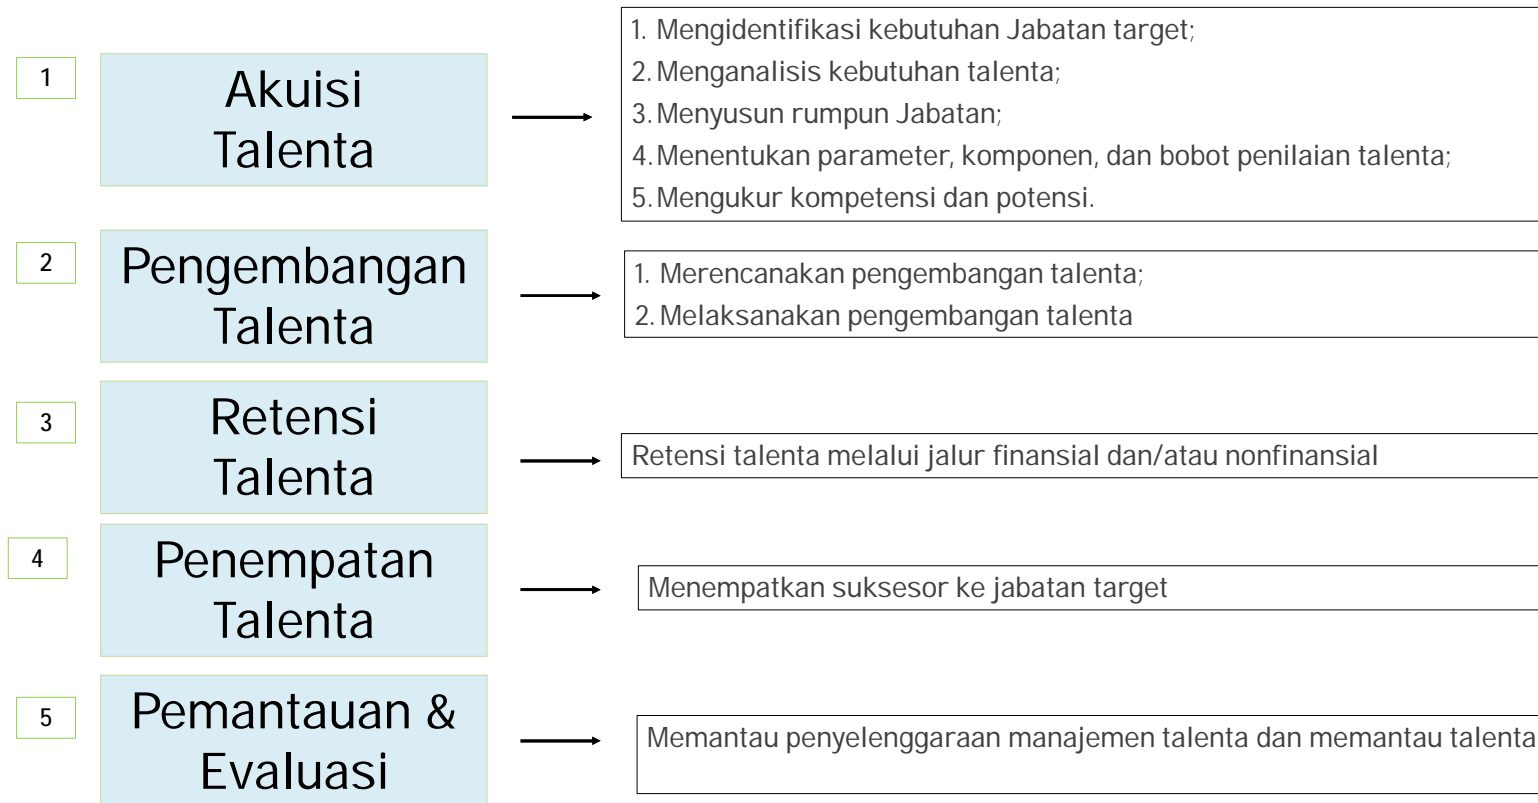 1
Akuisi
Talenta
1. Mengidentifikasi kebutuhan Jabatan target;
2. Menganalisis kebutuhan talenta;
3. Menyusun rumpun Jabatan;
4. Menentukan parameter, komponen, dan bobot penilaian talenta;
5. Mengukur kompetensi dan potensi.
2
Pengembangan
Talenta
1. Merencanakan pengembangan talenta;
2. Melaksanakan pengembangan talenta
3
Retensi
Talenta
Retensi talenta melalui jalur finansial dan/atau nonfinansial
4
Penempatan
Talenta
Menempatkan suksesor ke jabatan target
5
Pemantauan &
Evaluasi
Memantau penyelenggaraan manajemen talenta dan memantau talenta